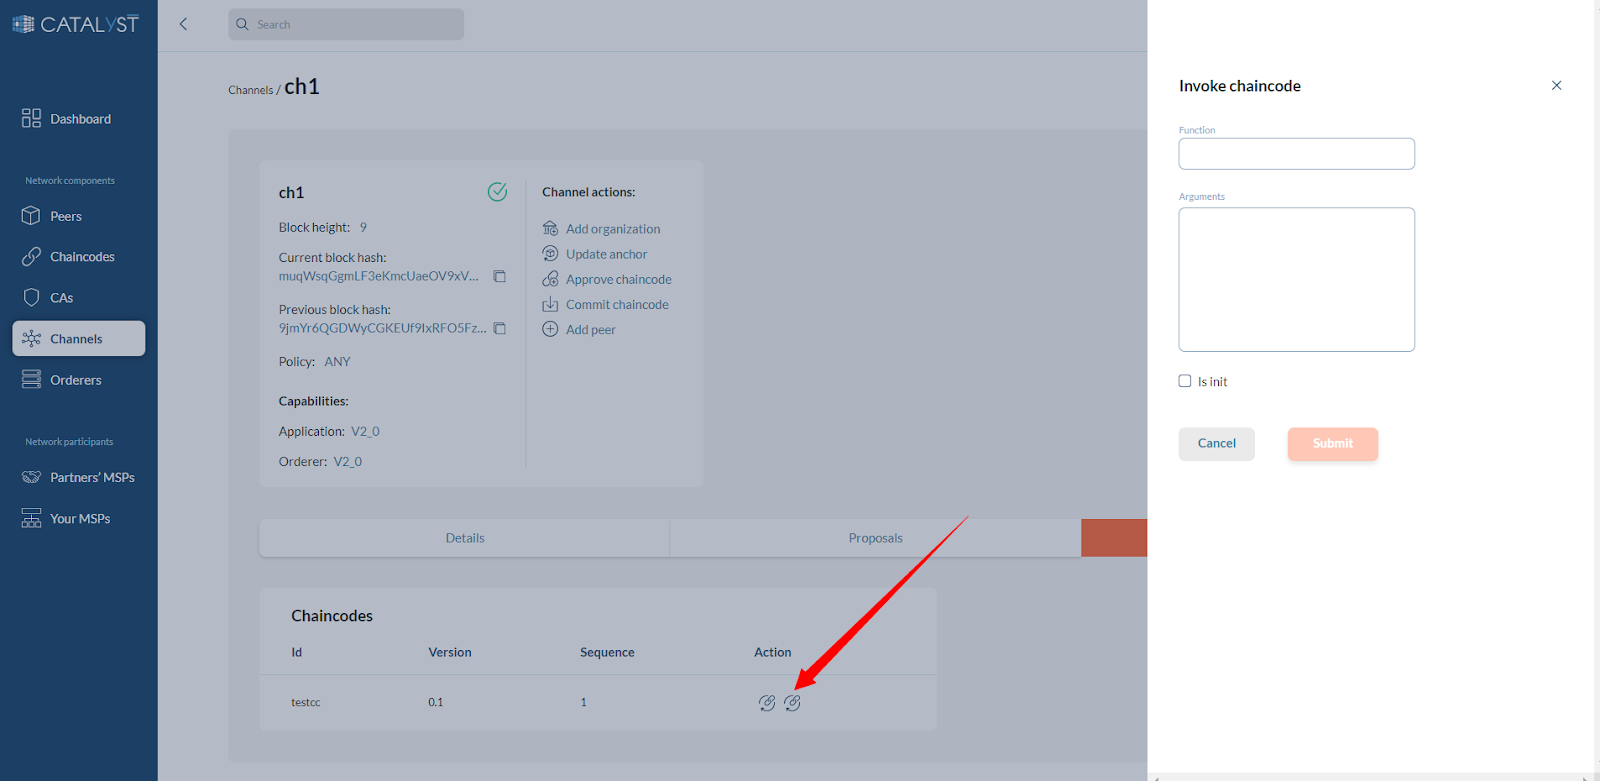 CATALYST
Search
Channels / ch1
Dashboard
Network components
Peers
Chaincodes
CAs
Channels
Orderers
Network participants
Partners' MSPs
Your MSPs
ch1
Block height: 9
Current block hash:
muqWsqGgmLF3eKmcUaeOV9xV...
Previous block hash:
9jmYr6QGDWyCGKEUf9IxRFO5Fz...
Policy: ANY
Capabilities:
Application: V2_0
Orderer: V2_0
Channel actions:
Add organization
Update anchor
Approve chaincode
Commit chaincode
Add peer
Details Proposals
Chaincodes
Id Version Sequence Action
testcc 0.1 1
Invoke chaincode
Function
Arguments
Is init
Cancel Submit